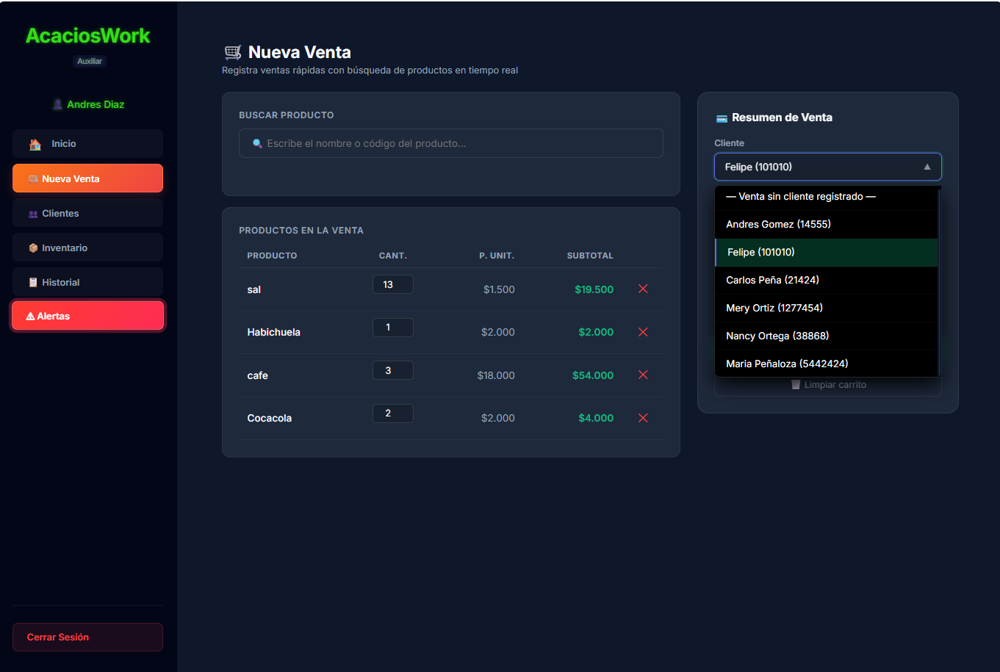 AcaciosWork
Auxiliar
Andres Diaz
Inicio
Nueva Venta
Clientes
Inventario
Historial
Alertas
Cerrar Sesión
Nueva Venta
Registra ventas rápidas con búsqueda de productos en tiempo real
BUSCAR PRODUCTO
Escribe el nombre o código del producto...
PRODUCTOS EN LA VENTA
PRODUCTO CANT. P. UNIT. SUBTOTAL
sal 13 $1.500 $19.500
Habichuela 1 $2.000 $2.000
cafe 3 $18.000 $54.000
Cocacola 2 $2.000 $4.000
Resumen de Venta
Cliente
Felipe (101010)
— Venta sin cliente registrado —
Andres Gomez (14555)
Felipe (101010)
Carlos Peña (21424)
Mery Ortiz (1277454)
Nancy Ortega (38868)
Maria Peñaloza (5442424)
Limpiar carrito